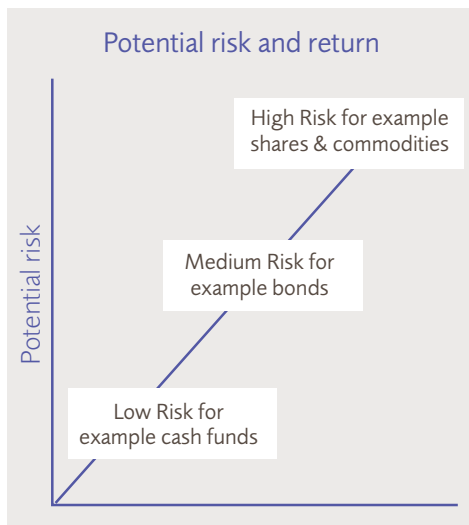 Potential risk and return
High Risk for example
shares & commodities
Medium Risk for
example bonds
Potential risk
Low Risk for
example cash funds